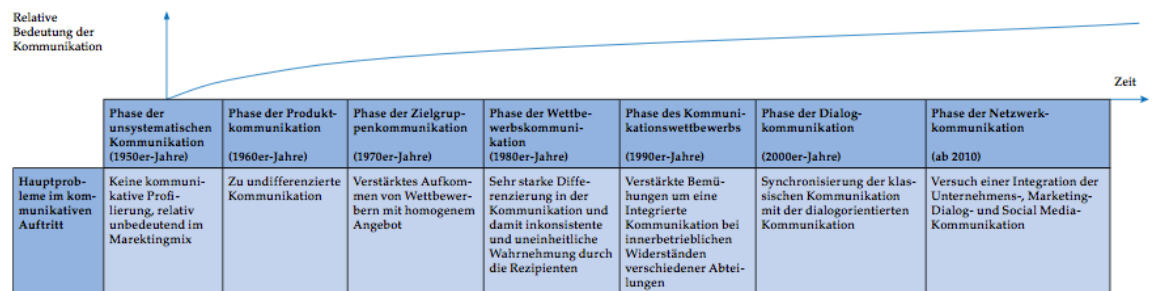 Relative
Bedeutung der
Kommunikation
Zeit
Phase der
unsystematischen
Kommunikation
(1950er-Jahre)
Phase der Produkt-
kommunikation
(1960er-Jahre)
Phase der Zielgrup-
penkommunikation
(1970er-Jahre)
Phase der Wettbe-
werbskommuni-
kation
(1980er-Jahre)
Phase des Kommuni-
kationswettbewerbs
(1990er-Jahre)
Phase der Dialog-
kommunikation
(2000er-Jahre)
Phase der Netzwerk-
kommunikation
(ab 2010)
Hauptprob-
leme im kom-
munikativen
Auftritt
Keine kommuni-
kative Profi-
lierung, relativ
unbedeutend im
Marektingmix
Zu undifferenzierte
Kommunikation
Verstärktes Aufkom-
men von Wettbewer-
bern mit homogenem
Angebot
Sehr starke Diffe-
renzierung in der
Kommunikation und
damit inkonsistente
und uneinheitliche
Wahrnehmung durch
die Rezipienten
Verstärkte Bemü-
hungen um eine
Integrierte
Kommunikation bei
innerbetrieblichen
Widerständen
verschiedener Abtei-
lungen
Synchronisierung der klas-
sischen Kommunikation
mit der dialogorientierten
Kommunikation
Versuch einer Integration der
Unternehmens-, Marketing-
Dialog- und Social Media-
Kommunikation